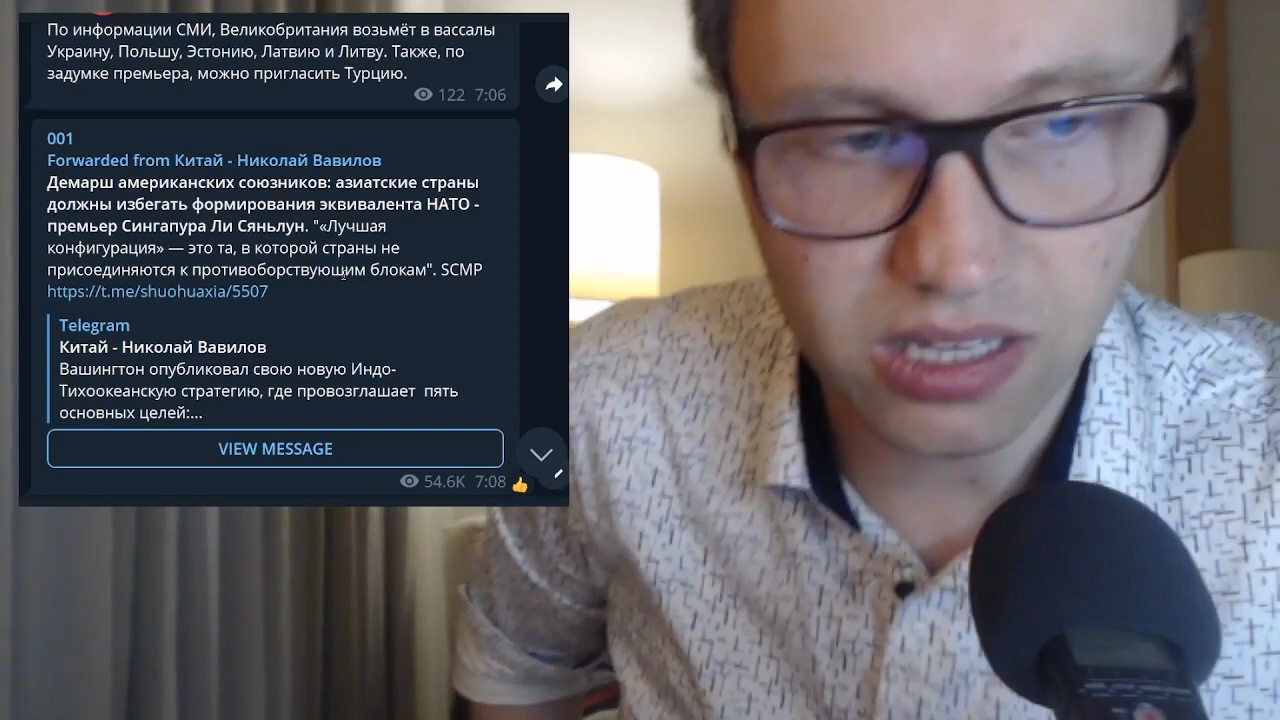 По информации СМИ, Великобритания возьмёт в вассалы
Украину, Польшу, Эстонию, Латвию и Литву. Также, по
задумке премьера, можно пригласить Турцию.
122 7:06
001
Forwarded from Китай - Николай Вавилов
Демарш американских союзников: азиатские страны
должны избегать формирования эквивалента НАТО -
премьер Сингапура Ли Сяньлун. "«Лучшая
конфигурация» — это та, в которой страны не
присоединяются к противоборствующим блокам". SCMP
https://t.me/shuohuaxia/5507
Telegram
Китай - Николай Вавилов
Вашингтон опубликовал свою новую Индо-
Тихоокеанскую стратегию, где провозглашает пять
основных целей:...
VIEW MESSAGE
54.6K 7:08